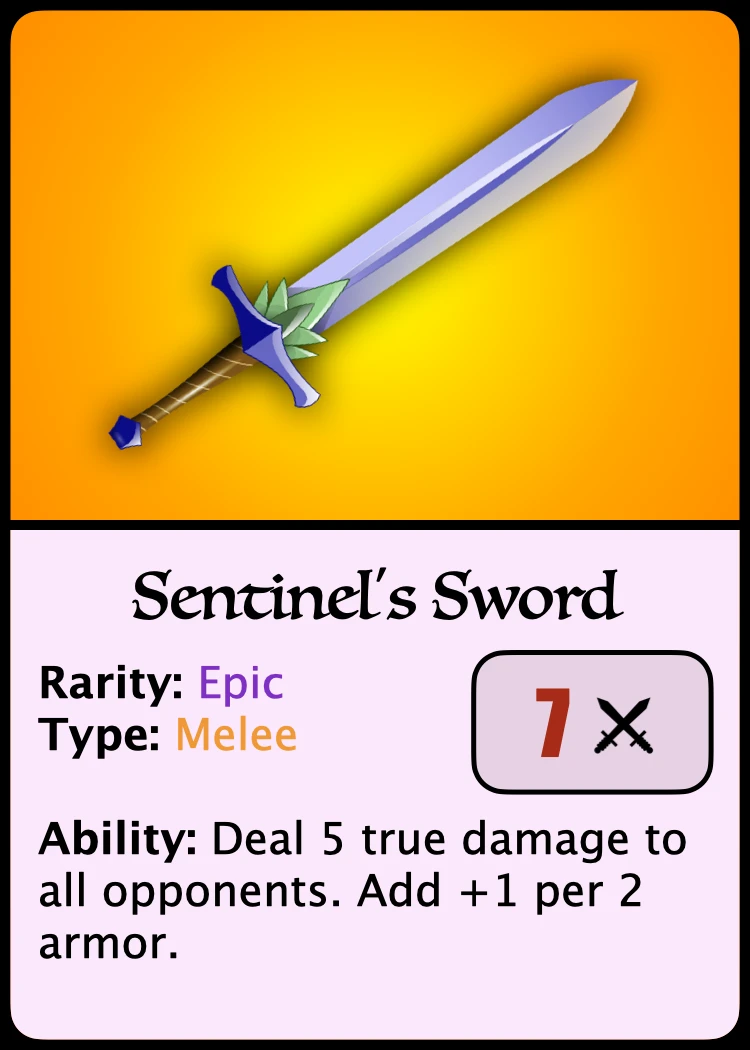 Sentinel's Sword
Rarity: Epic
Type: Melee
7
Ability: Deal 5 true damage to
all opponents. Add +1 per 2
armor.